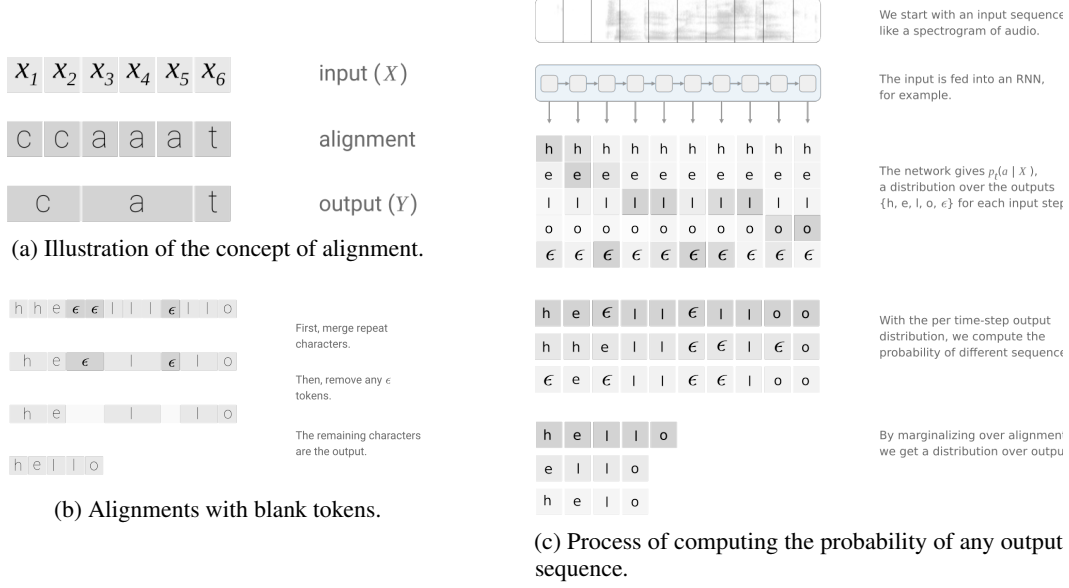 x1 x2 x3 x4 x5 x6 input (X)
c c a a a t alignment
c a t output (Y)
(a) Illustration of the concept of alignment.
h h e ϵ ϵ l l l ϵ l l o
First, merge repeat
characters.
h e ϵ l ϵ l o
Then, remove any ϵ
tokens.
h e l l o
The remaining characters
are the output.
h e l l o
(b) Alignments with blank tokens.
We start with an input sequence
like a spectrogram of audio.
The input is fed into an RNN,
for example.
h h h h h h h h h h
e e e e e e e e e e
l l l l l l l l l l
o o o o o o o o o o
ϵ ϵ ϵ ϵ ϵ ϵ ϵ ϵ ϵ ϵ
The network gives pt(a | X ),
a distribution over the outputs
{h, e, l, o, ϵ} for each input step
h e ϵ l l ϵ l l o o
h h e l l ϵ ϵ l ϵ o
ϵ e ϵ l l ϵ ϵ l o o
With the per time-step output
distribution, we compute the
probability of different sequence
h e l l o
e l l o
h e l o
By marginalizing over alignmen
we get a distribution over outpu
(c) Process of computing the probability of any output
sequence.